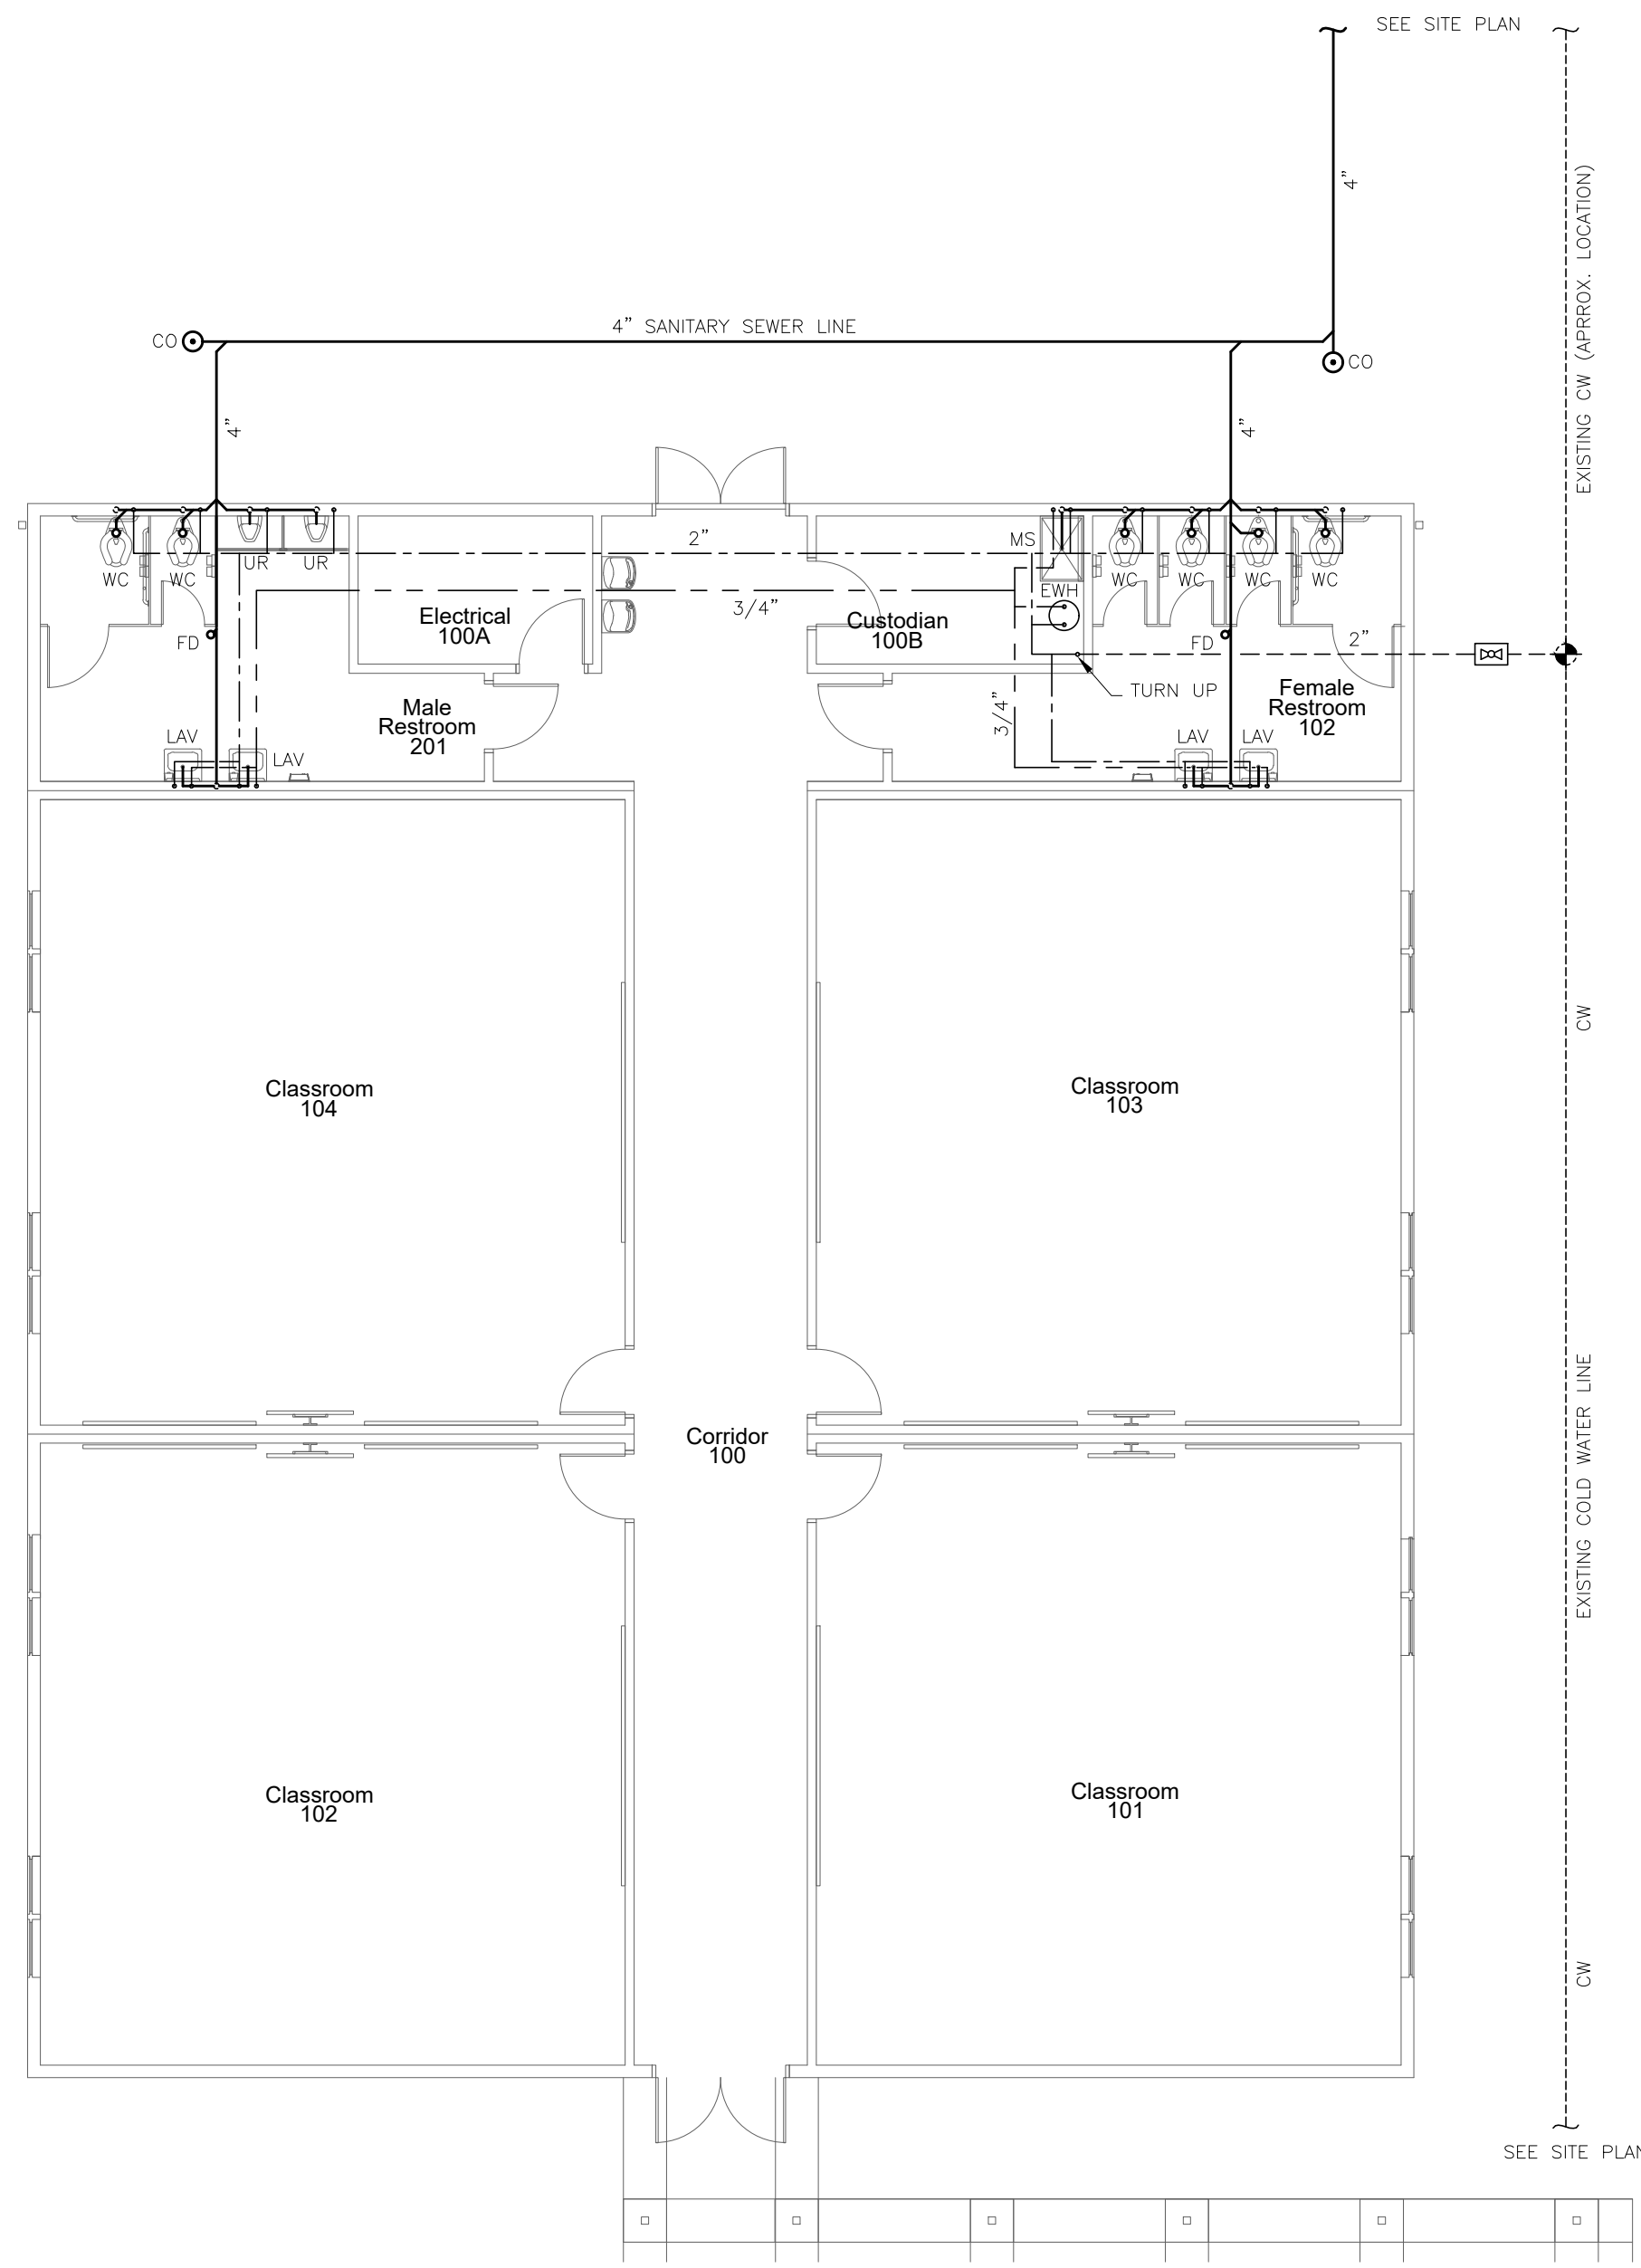 SEE SITE PLAN
4"
EXISTING CW (APRROX. LOCATION)
4" SANITARY SEWER LINE
CO
CO
4"
4"
2"
MS
WC
WC
UR
UR
WC
WC
WC
WC
EWH
3/4"
Electrical
100A
Custodian
100B
FD
FD
2"
TURN UP
Male
Restroom
201
3/4"
Female
Restroom
102
LAV
LAV
LAV
LAV
CW
Classroom
104
Classroom
103
EXISTING COLD WATER LINE
Corridor
100
Classroom
102
Classroom
101
CW
SEE SITE PLAN